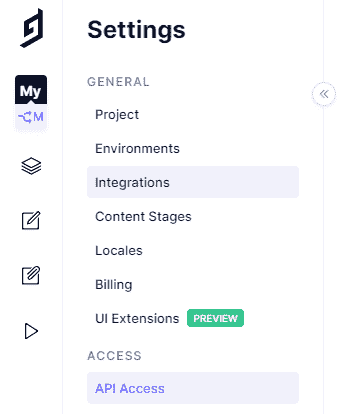 Settings
My
M
GENERAL
Project
Environments
Integrations
Content Stages
Locales
Billing
UI Extensions PREVIEW
ACCESS
API Access